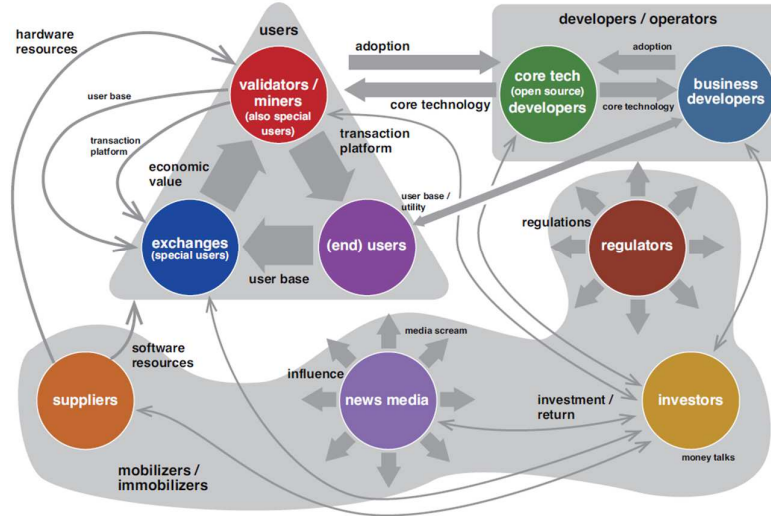 hardware
resources
users
developers / operators
adoption
adoption
user base
validators /
miners
(also special
users)
core tech
(open source)
developers
business
developers
core technology
core technology
transaction
platform
transaction
platform
economic
value
user base /
utility
exchanges
(special users)
(end) users
regulations
regulators
user base
software
resources
media scream
influence
suppliers
news media
investment /
return
investors
mobilizers /
immobilizers
money talks